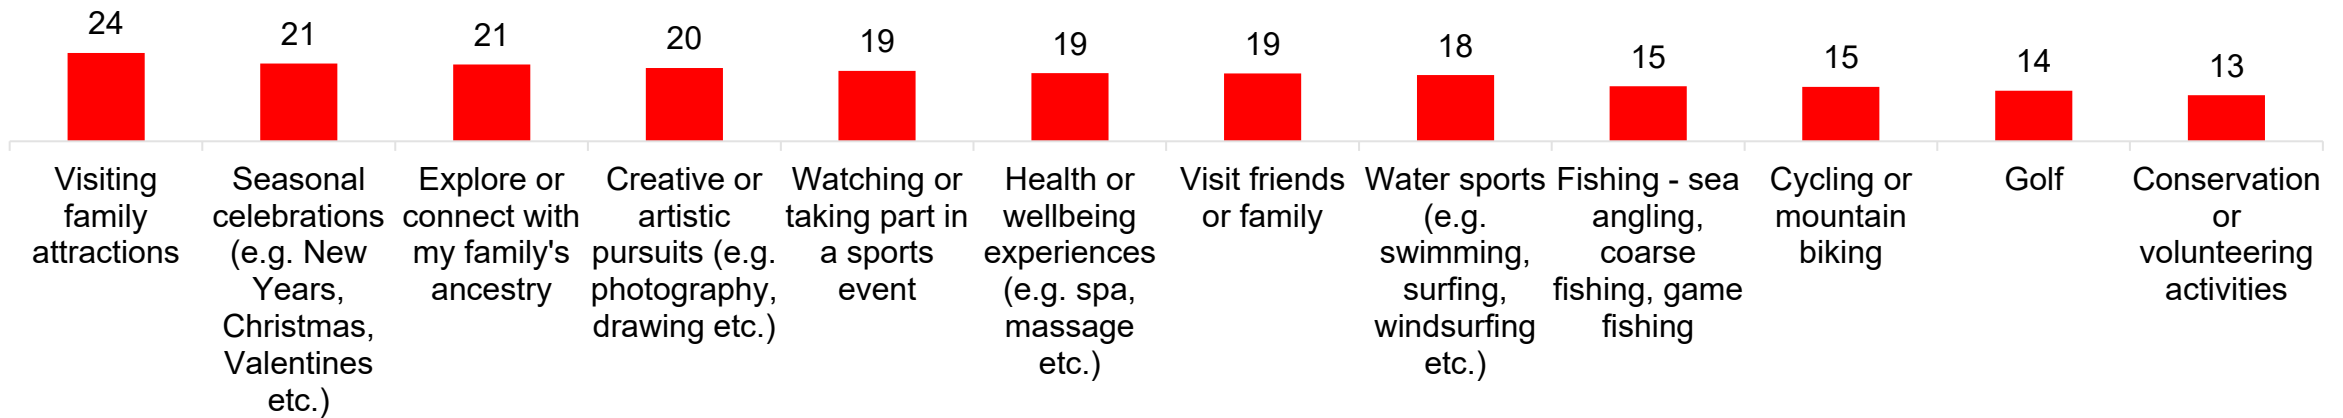 24
21
21
20
19
19
19
18
15
15
14
13
Visiting
family
attractions
Seasonal
celebrations
(e.g. New
Years,
Christmas,
Valentines
etc.)
Explore or
connect with
my family's
ancestry
Creative or
artistic
pursuits (e.g.
photography,
drawing etc.)
Watching or
taking part in
a sports
event
Health or
wellbeing
experiences
(e.g. spa,
massage
etc.)
Visit friends
or family
Water sports
(e.g.
swimming,
surfing,
windsurfing
etc.)
Fishing - sea
angling,
coarse
fishing, game
fishing
Cycling or
mountain
biking
Golf
Conservation
or
volunteering
activities